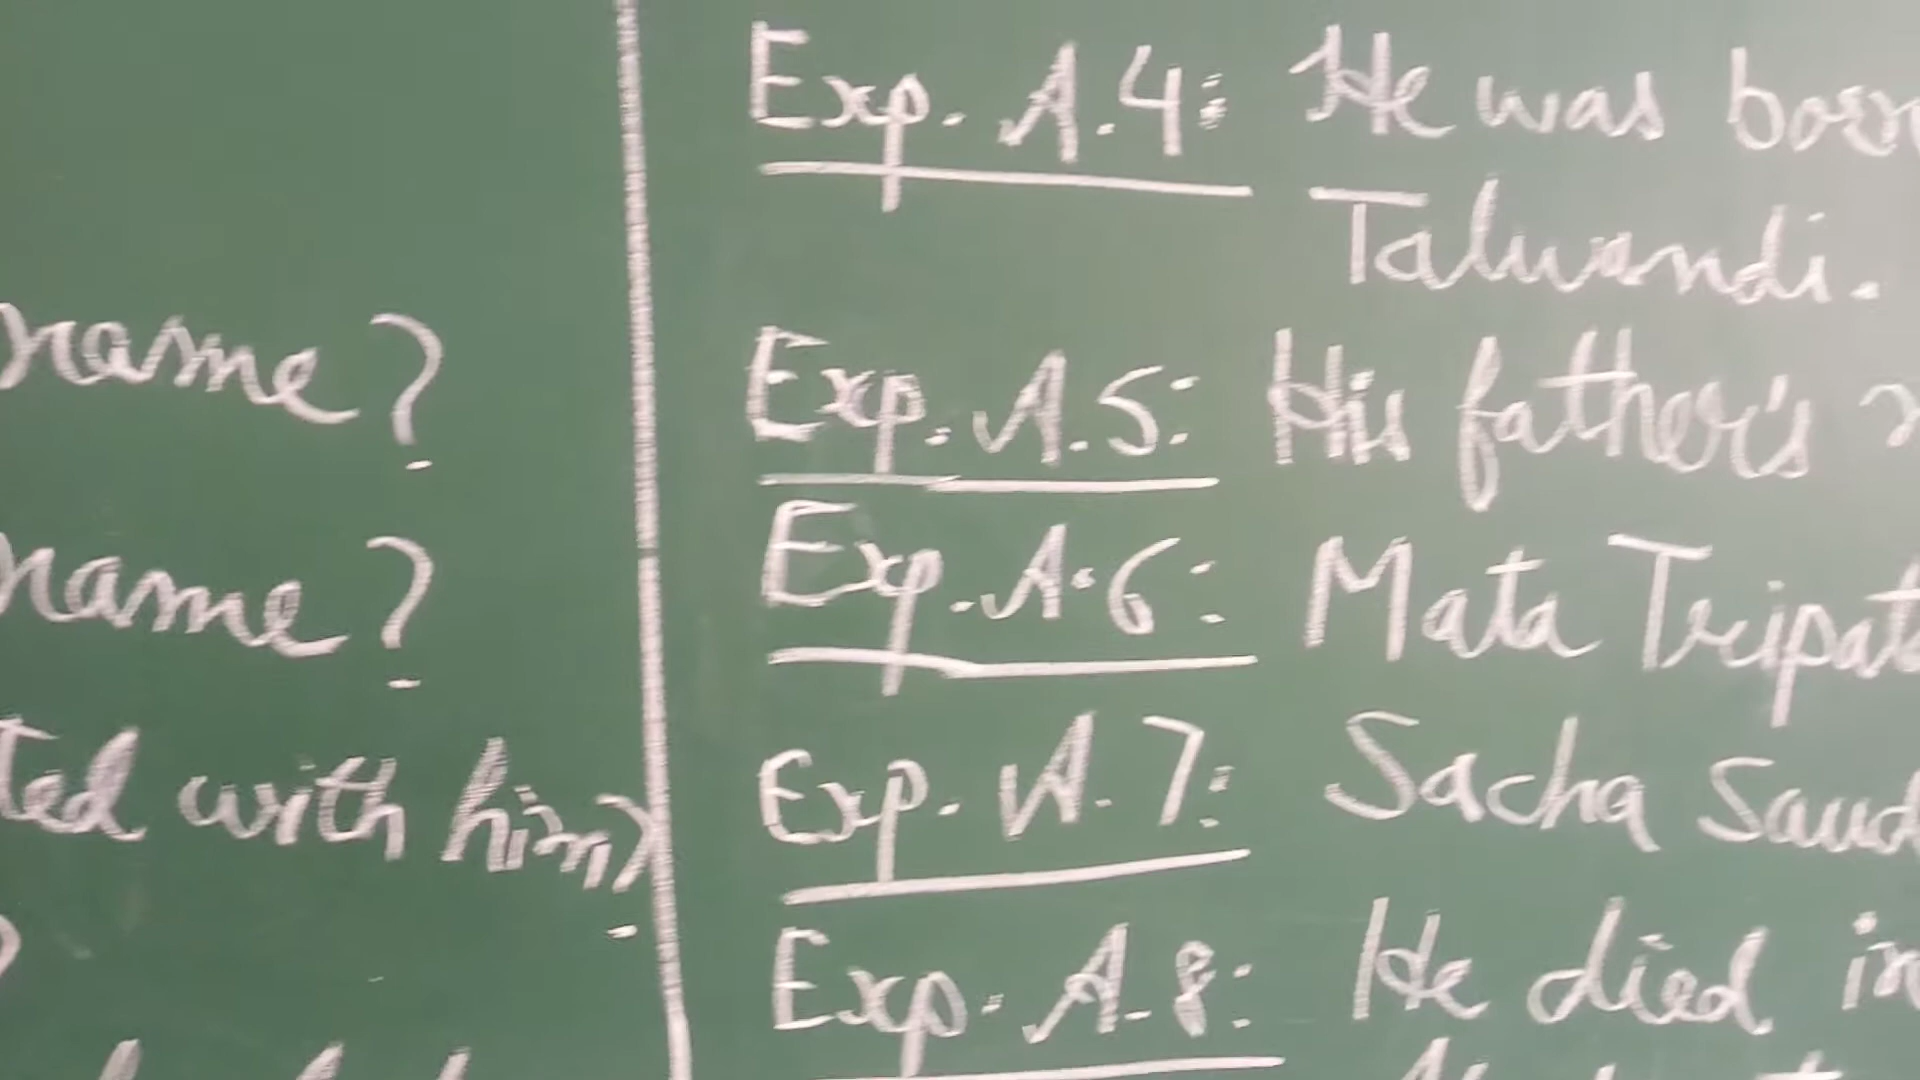 name?
name?
ted with him)
?
Exp. A.4: He was born
Talwandi.
Exp. A.5: His father's
Exp. A.6: Mata Tripat
Exp. A.7: Sacha Saud
Exp. A.8: He died in